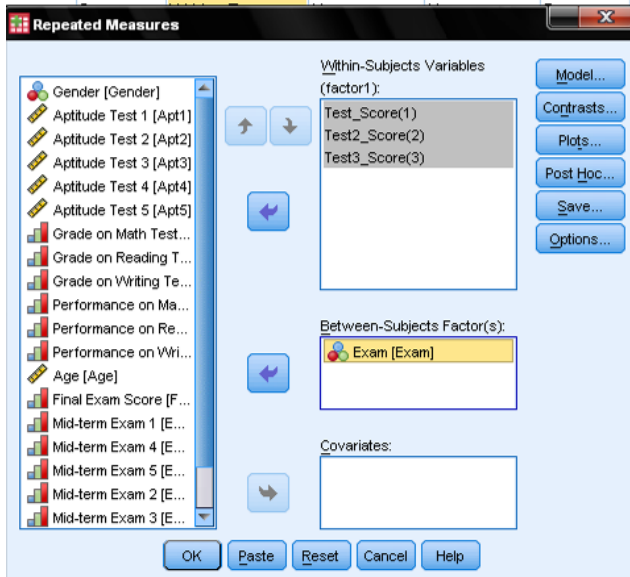 Repeated Measures
Gender [Gender]
Aptitude Test 1 [Apt1]
Aptitude Test 2 [Apt2]
Aptitude Test 3 [Apt3]
Aptitude Test 4 [Apt4]
Aptitude Test 5 [Apt5]
Grade on Math Test...
Grade on Reading T...
Grade on Writing Te...
Performance on Ma...
Performance on Re...
Performance on Wri...
Age [Age]
Final Exam Score [F...
Mid-term Exam 1 [E...
Mid-term Exam 4 [E...
Mid-term Exam 5 [E...
Mid-term Exam 2 [E...
Mid-term Exam 3 [E...
Within-Subjects Variables
(factor1):
Test_Score(1)
Test2_Score(2)
Test3_Score(3)
Between-Subjects Factor(s):
Exam [Exam]
Covariates:
Model...
Contrasts...
Plots...
Post Hoc...
Save...
Options...
OK
Paste
Reset
Cancel
Help